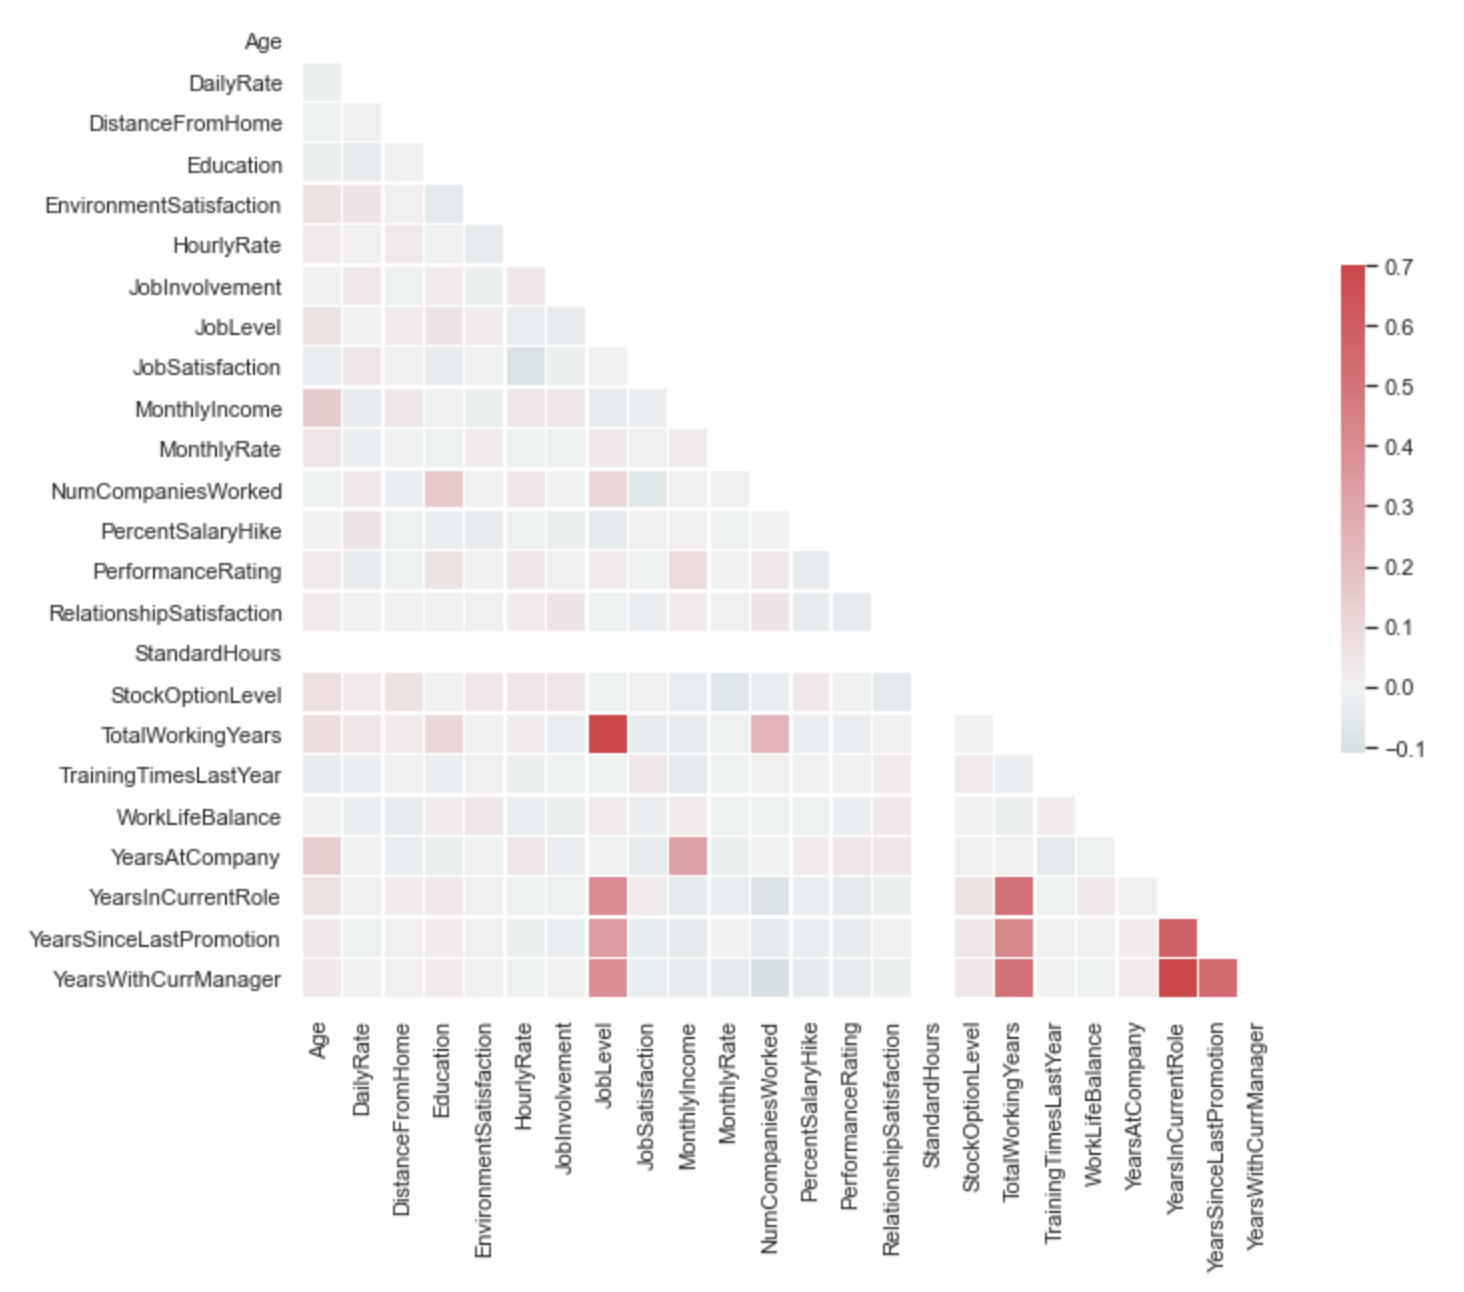 Age
DailyRate
DistanceFromHome
Education
EnvironmentSatisfaction
HourlyRate
JobInvolvement
JobLevel
JobSatisfaction
MonthlyIncome
MonthlyRate
NumCompaniesWorked
PercentSalaryHike
PerformanceRating
RelationshipSatisfaction
StandardHours
StockOptionLevel
TotalWorkingYears
TrainingTimesLastYear
WorkLifeBalance
YearsAtCompany
YearsInCurrentRole
YearsSinceLastPromotion
YearsWithCurrManager
Age
DailyRate
DistanceFromHome
Education
EnvironmentSatisfaction
HourlyRate
JobInvolvement
JobLevel
JobSatisfaction
MonthlyIncome
MonthlyRate
NumCompaniesWorked
PercentSalaryHike
PerformanceRating
RelationshipSatisfaction
StandardHours
StockOptionLevel
TotalWorkingYears
TrainingTimesLastYear
WorkLifeBalance
YearsAtCompany
YearsInCurrentRole
YearsSinceLastPromotion
YearsWithCurrManager
0.7
0.6
0.5
0.4
0.3
0.2
0.1
0.0
−0.1